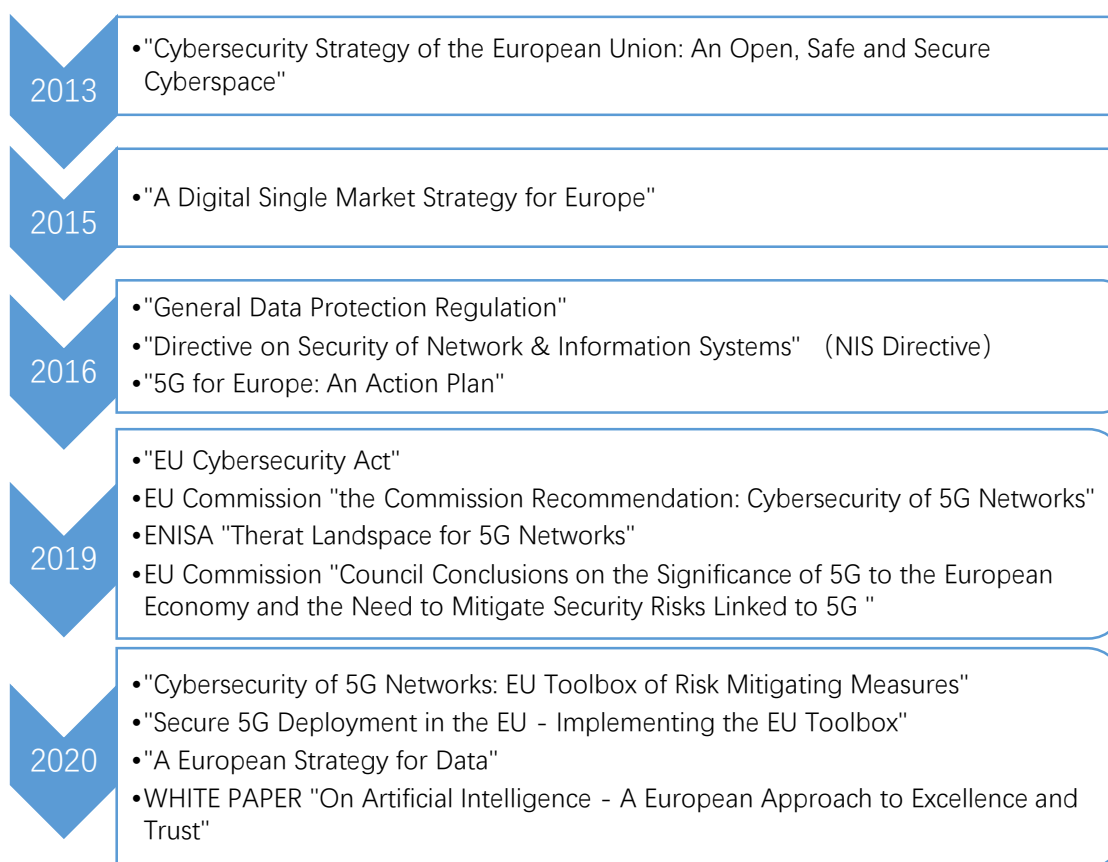 2013
•"Cybersecurity Strategy of the European Union: An Open, Safe and Secure
Cyberspace"
2015
•"A Digital Single Market Strategy for Europe"
2016
•"General Data Protection Regulation"
•"Directive on Security of Network & Information Systems" （NIS Directive）
•"5G for Europe: An Action Plan"
2019
•"EU Cybersecurity Act"
•EU Commission "the Commission Recommendation: Cybersecurity of 5G Networks"
•ENISA "Therat Landspace for 5G Networks"
•EU Commission "Council Conclusions on the Significance of 5G to the European
Economy and the Need to Mitigate Security Risks Linked to 5G "
2020
•"Cybersecurity of 5G Networks: EU Toolbox of Risk Mitigating Measures"
•"Secure 5G Deployment in the EU - Implementing the EU Toolbox"
•"A European Strategy for Data"
•WHITE PAPER "On Artificial Intelligence - A European Approach to Excellence and
Trust"